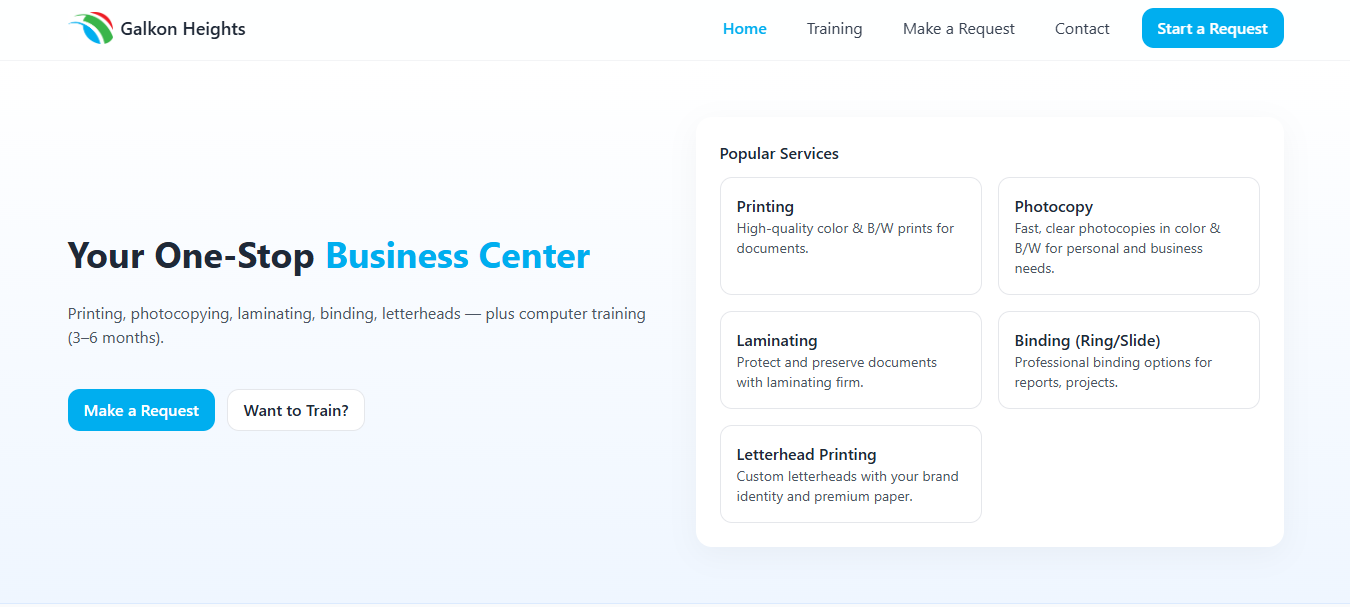 Galkon Heights
Home
Training
Make a Request
Contact
Start a Request
Your One-Stop Business Center
Printing, photocopying, laminating, binding, letterheads — plus computer training
(3–6 months).
Make a Request
Want to Train?
Popular Services
Printing
High-quality color & B/W prints for
documents.
Photocopy
Fast, clear photocopies in color &
B/W for personal and business
needs.
Laminating
Protect and preserve documents
with laminating firm.
Binding (Ring/Slide)
Professional binding options for
reports, projects.
Letterhead Printing
Custom letterheads with your brand
identity and premium paper.